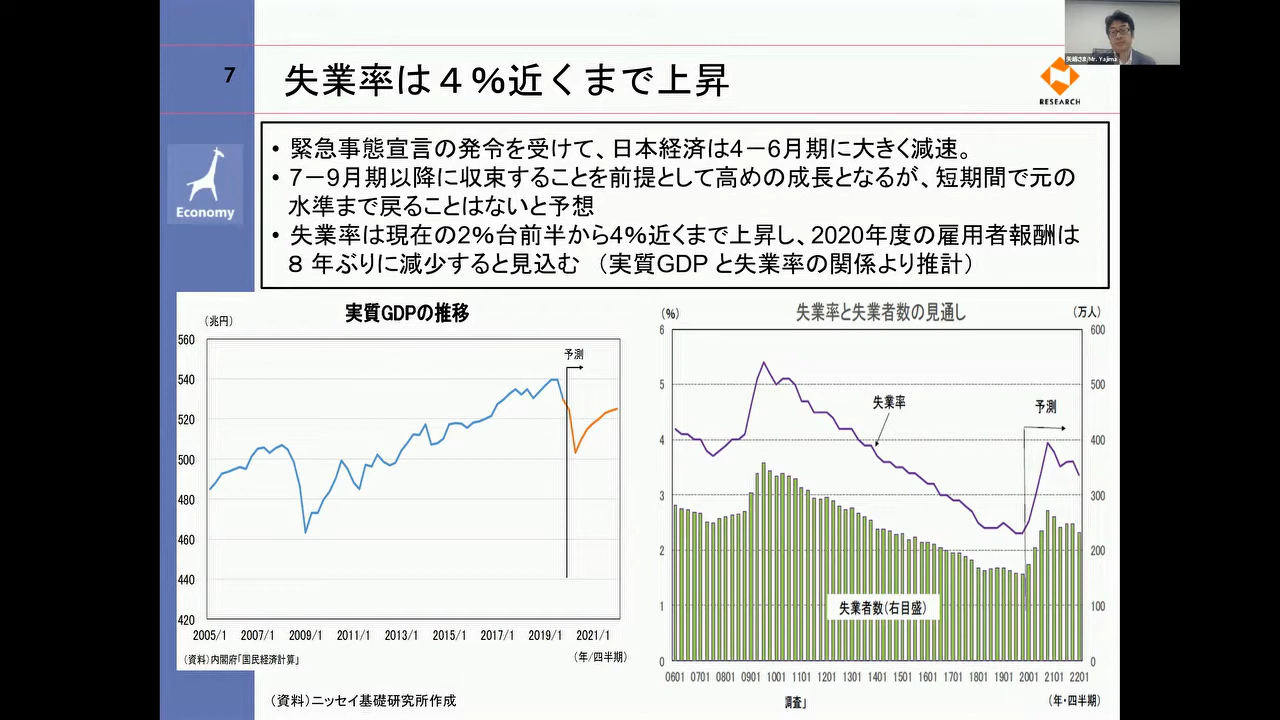 矢嶋さま/Mr. Yajima
7
失業率は４％近くまで上昇
RESEARCH
Economy
• 緊急事態宣言の発令を受けて、日本経済は4－6月期に大きく減速。
• 7－9月期以降に収束することを前提として高めの成長となるが、短期間で元の
水準まで戻ることはないと予想
• 失業率は現在の2%台前半から4%近くまで上昇し、2020年度の雇用者報酬は
８ 年ぶりに減少すると見込む （実質GDP と失業率の関係より推計）
実質GDPの推移
（兆円）
560
540
520
500
480
460
440
420
予測
2005/1 2007/1 2009/1 2011/1 2013/1 2015/1 2017/1 2019/1 2021/1
（資料）内閣府「国民経済計算」
（年/四半期）
失業率と失業者数の見通し
（%）
（万人）
6
5
4
3
2
1
0
600
500
400
300
200
100
0
失業率
予測
失業者数（右目盛）
0601 0701 0801 0901 1001 1101 1201 1301 1401 1501 1601 1701 1801 1901 2001 2101 2201
調査」
（年・四半期）
（資料）ニッセイ基礎研究所作成